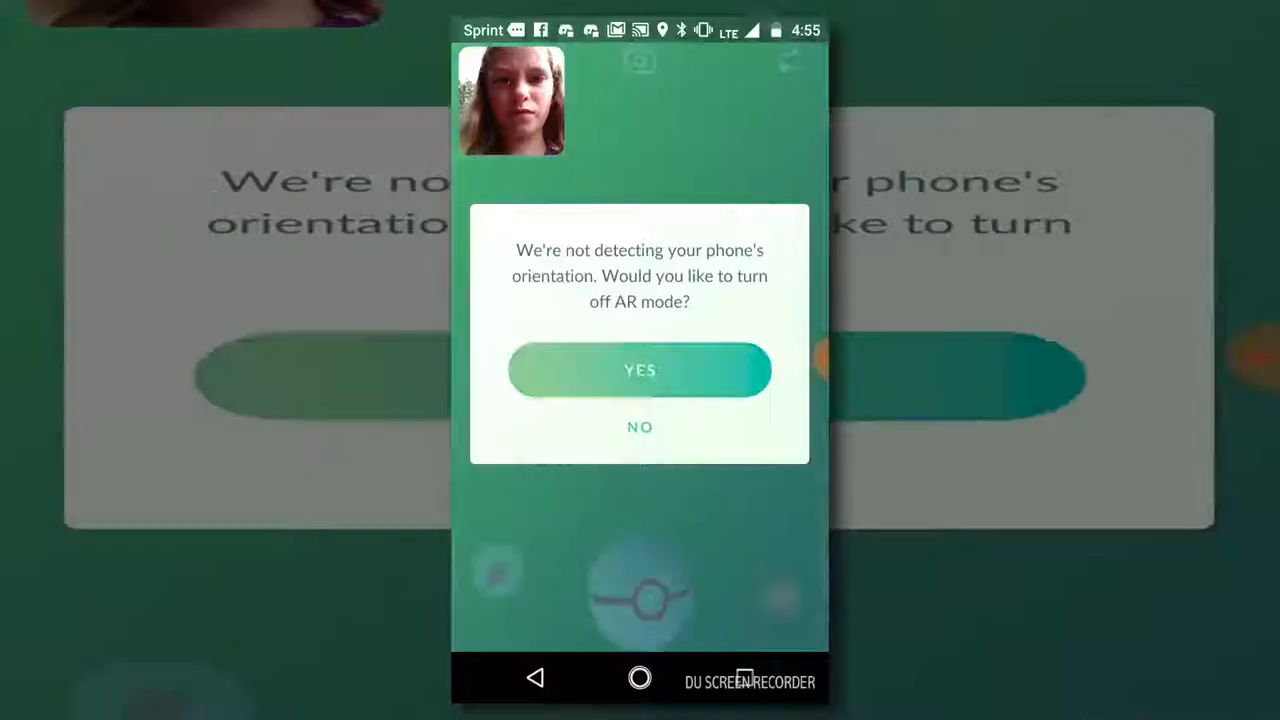 Sprint LTE 4:55
We're no
r phone's
orientatio
ke to turn
We're not detecting your phone's
orientation. Would you like to turn
off AR mode?
YES
NO
DU SCREEN RECORDER